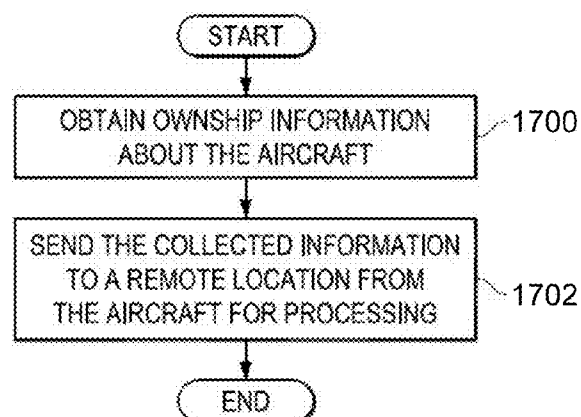 START
OBTAIN OWNSHIP INFORMATION
ABOUT THE AIRCRAFT
1700
SEND THE COLLECTED INFORMATION
TO A REMOTE LOCATION FROM
THE AIRCRAFT FOR PROCESSING
1702
END